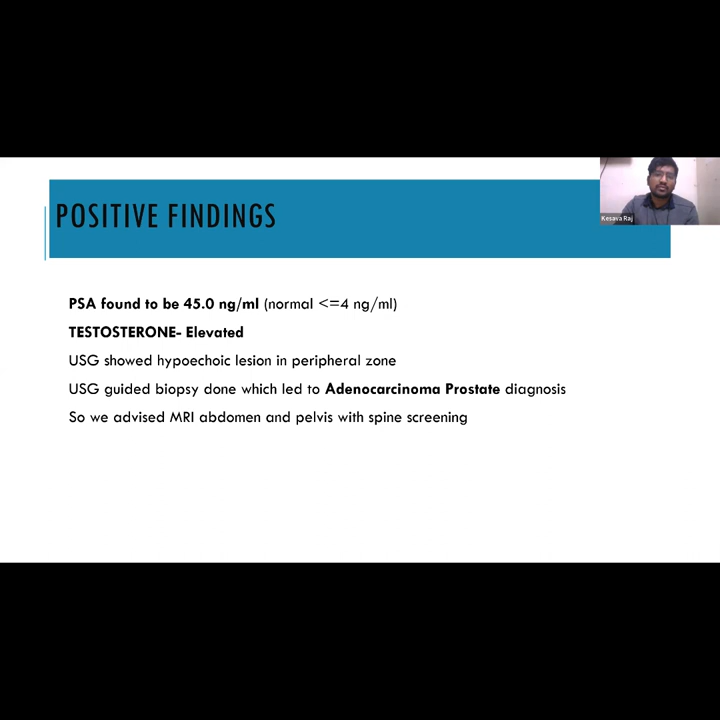 POSITIVE FINDINGS
Kesava Raj
PSA found to be 45.0 ng/ml (normal <=4 ng/ml)
TESTOSTERONE- Elevated
USG showed hypoechoic lesion in peripheral zone
USG guided biopsy done which led to Adenocarcinoma Prostate diagnosis
So we advised MRI abdomen and pelvis with spine screening